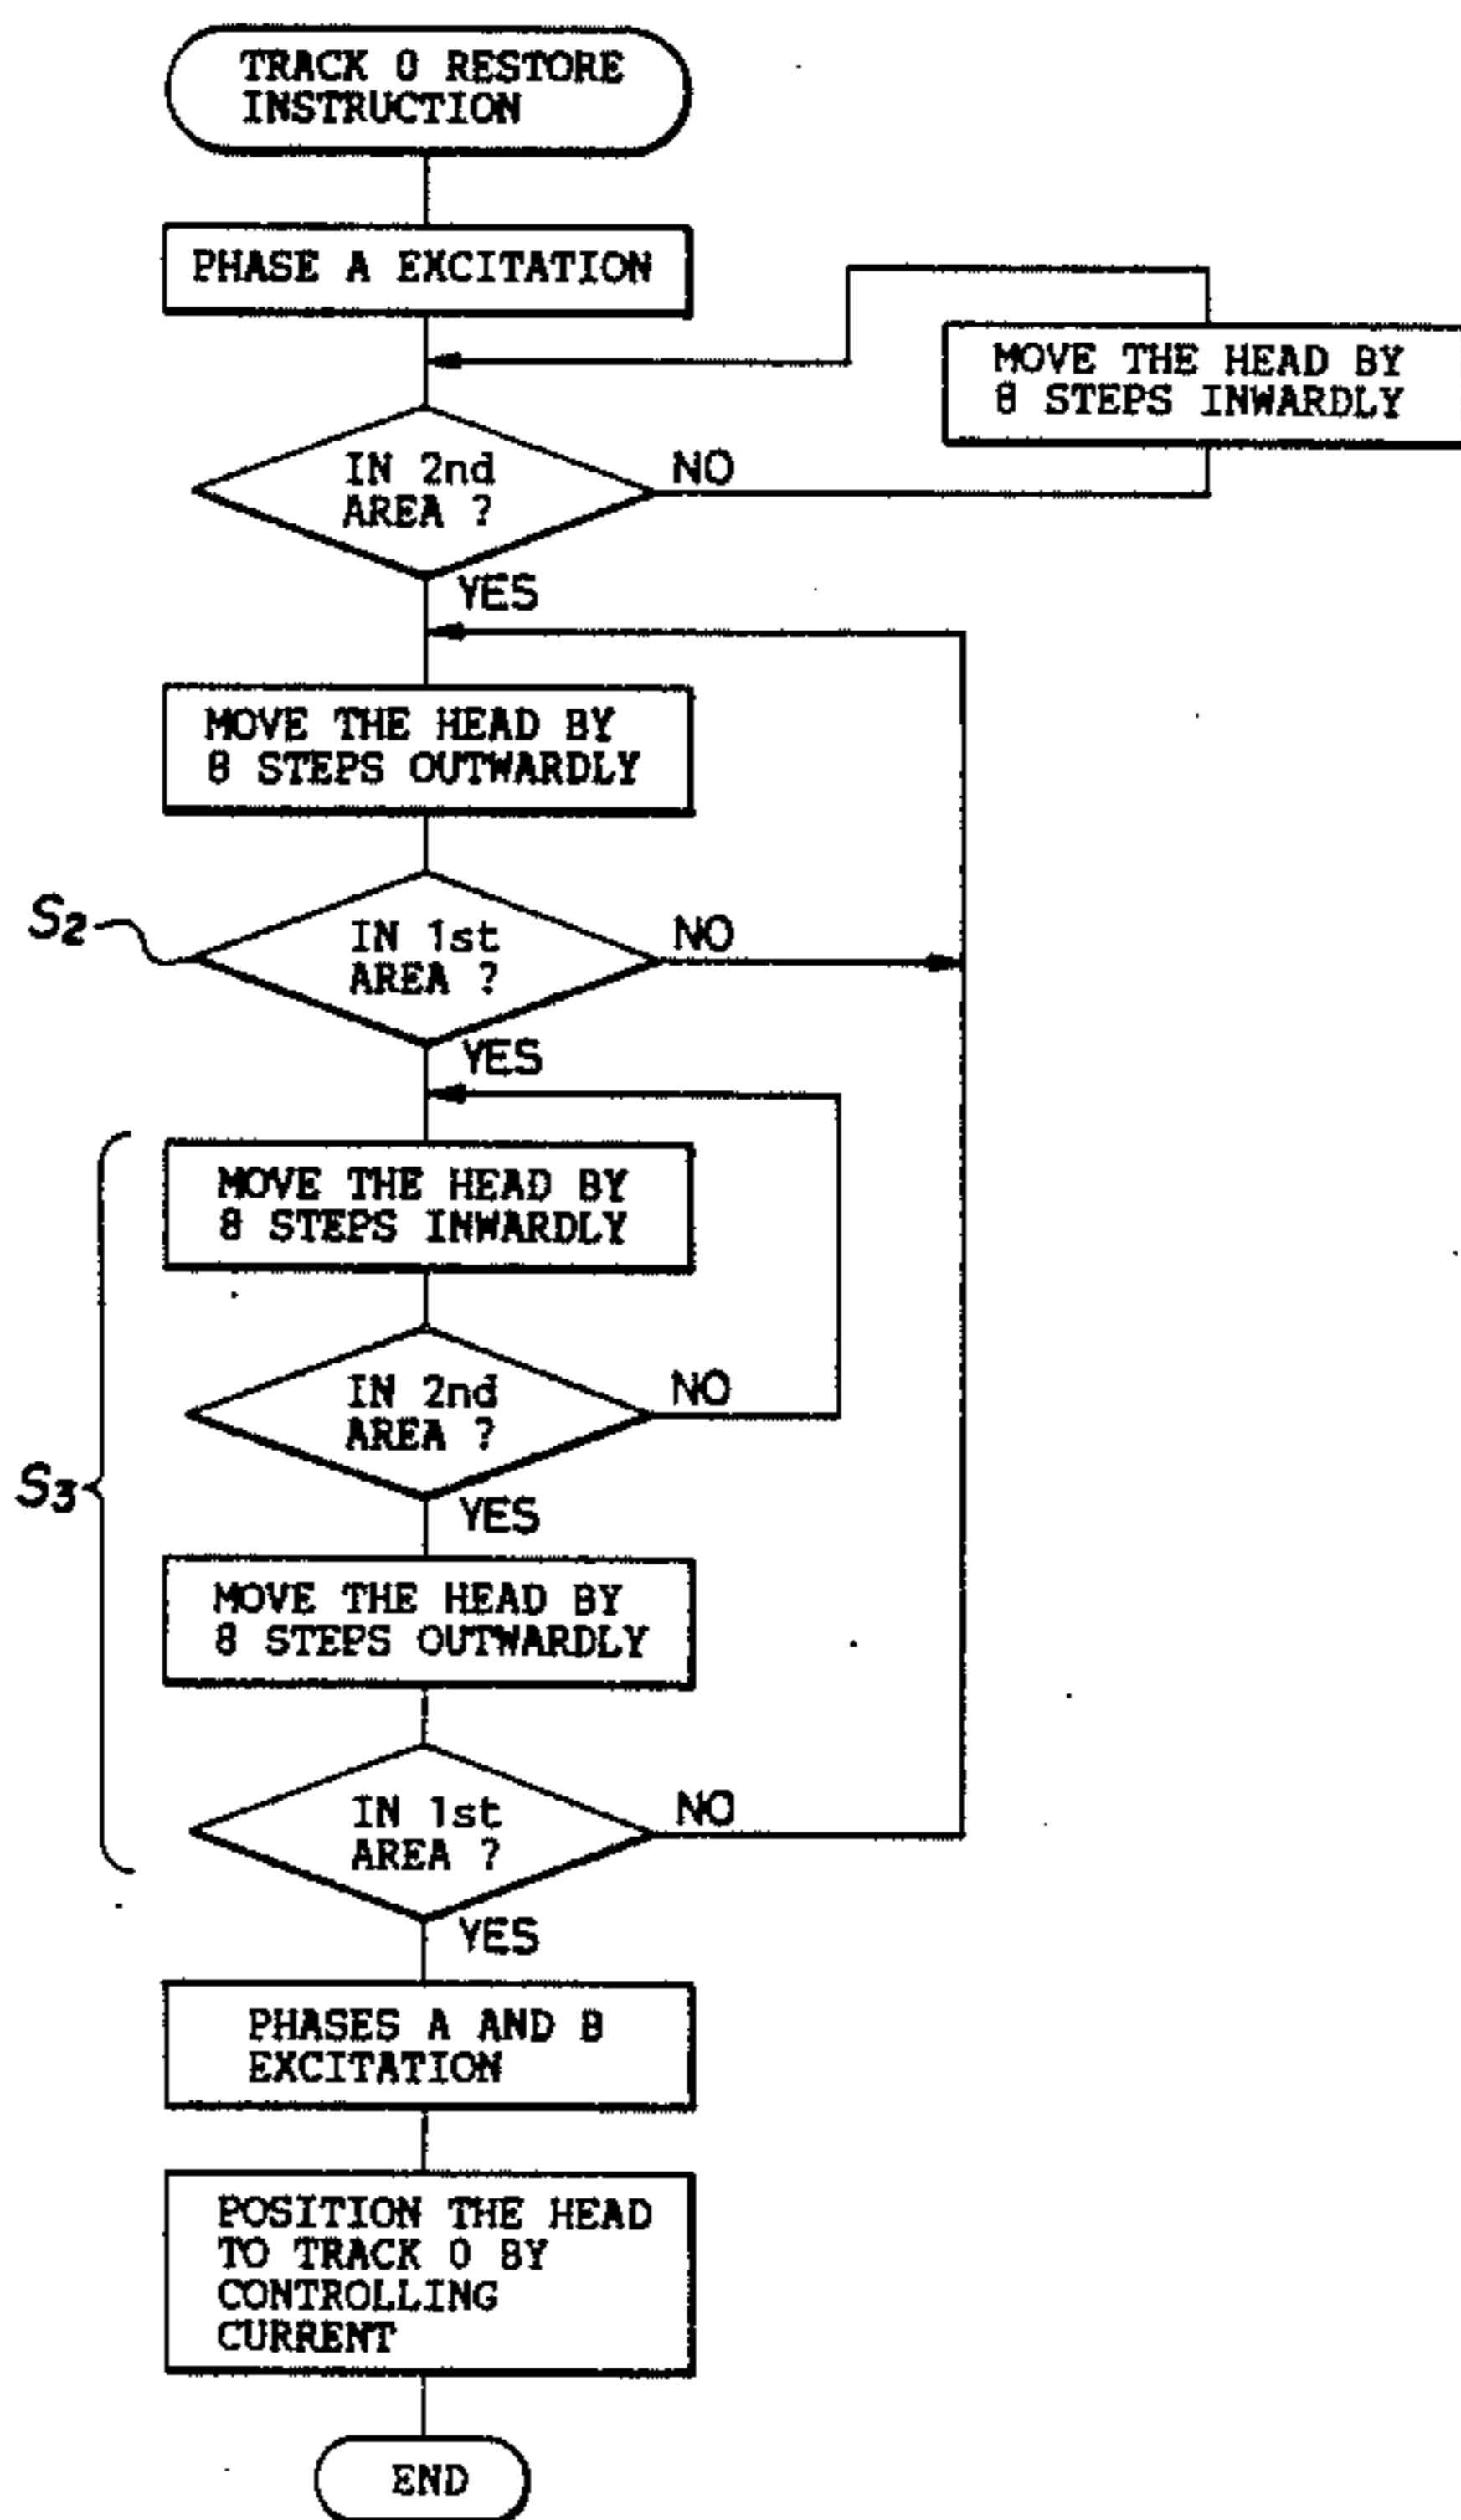 TRACK 0 RESTORE
INSTRUCTION
PHASE A EXCITATION
MOVE THE HEAD BY
8 STEPS INWARDLY
IN 2nd
AREA ?
NO
YES
MOVE THE HEAD BY
8 STEPS OUTWARDLY
S2
IN 1st
AREA ?
NO
YES
MOVE THE HEAD BY
8 STEPS INWARDLY
IN 2nd
AREA ?
NO
S3
YES
MOVE THE HEAD BY
8 STEPS OUTWARDLY
IN 1st
AREA ?
NO
YES
PHASES A AND B
EXCITATION
POSITION THE HEAD
TO TRACK 0 BY
CONTROLLING
CURRENT
END